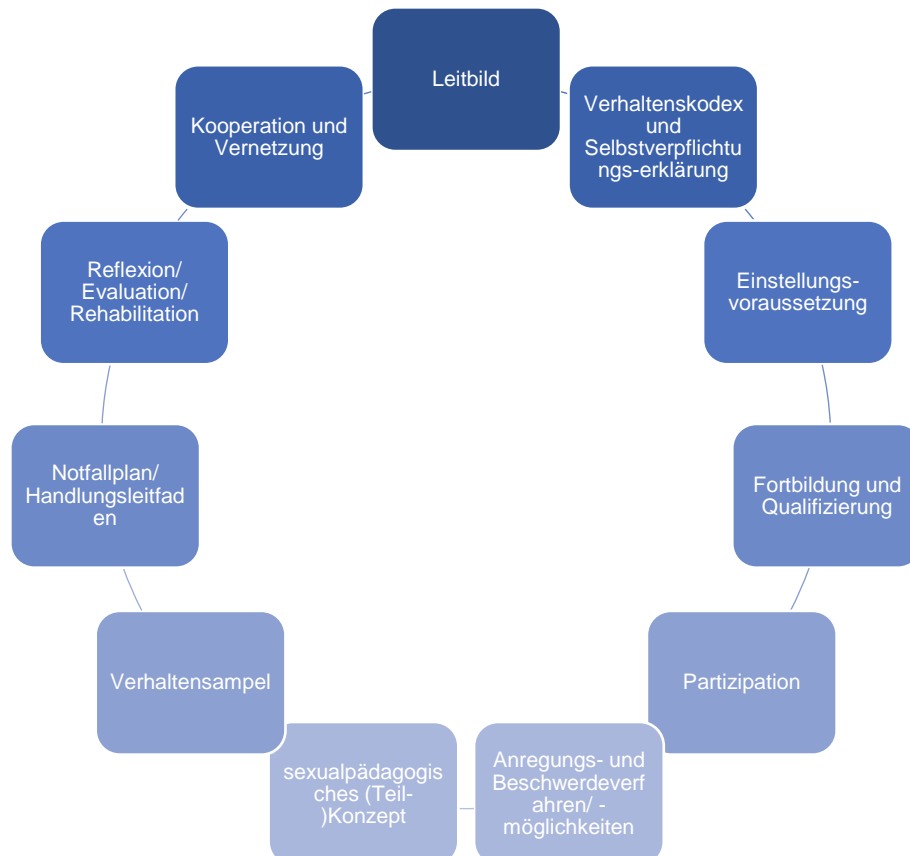 Leitbild
Verhaltenskodex
und
Selbstverpflichtu
ngs-erklärung
Einstellungs-
voraussetzung
Fortbildung und
Qualifizierung
Partizipation
Anregungs- und
Beschwerdeverf
ahren/ -
möglichkeiten
sexualpädagogis
ches (Teil-
)Konzept
Verhaltensampel
Notfallplan/
Handlungsleitfad
en
Reflexion/
Evaluation/
Rehabilitation
Kooperation und
Vernetzung